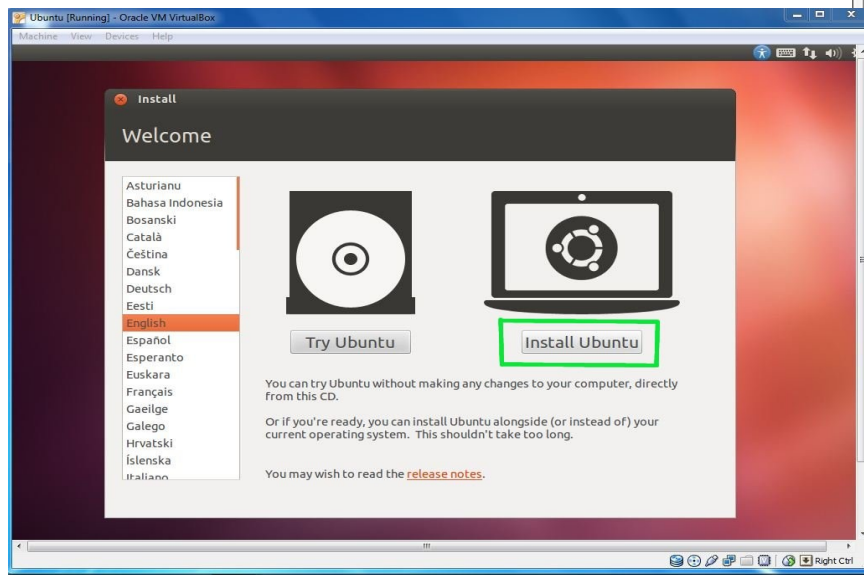 Ubuntu [Running] - Oracle VM VirtualBox
Machine View Devices Help
Install
Welcome
Asturianu
Bahasa Indonesia
Bosanski
Català
Čeština
Dansk
Deutsch
Eesti
English
Español
Esperanto
Euskara
Français
Gaeilge
Galego
Hrvatski
Íslenska
Italiano
Try Ubuntu
Install Ubuntu
You can try Ubuntu without making any changes to your computer, directly
from this CD.
Or if you're ready, you can install Ubuntu alongside (or instead of) your
current operating system. This shouldn't take too long.
You may wish to read the release notes.
Right Ctrl